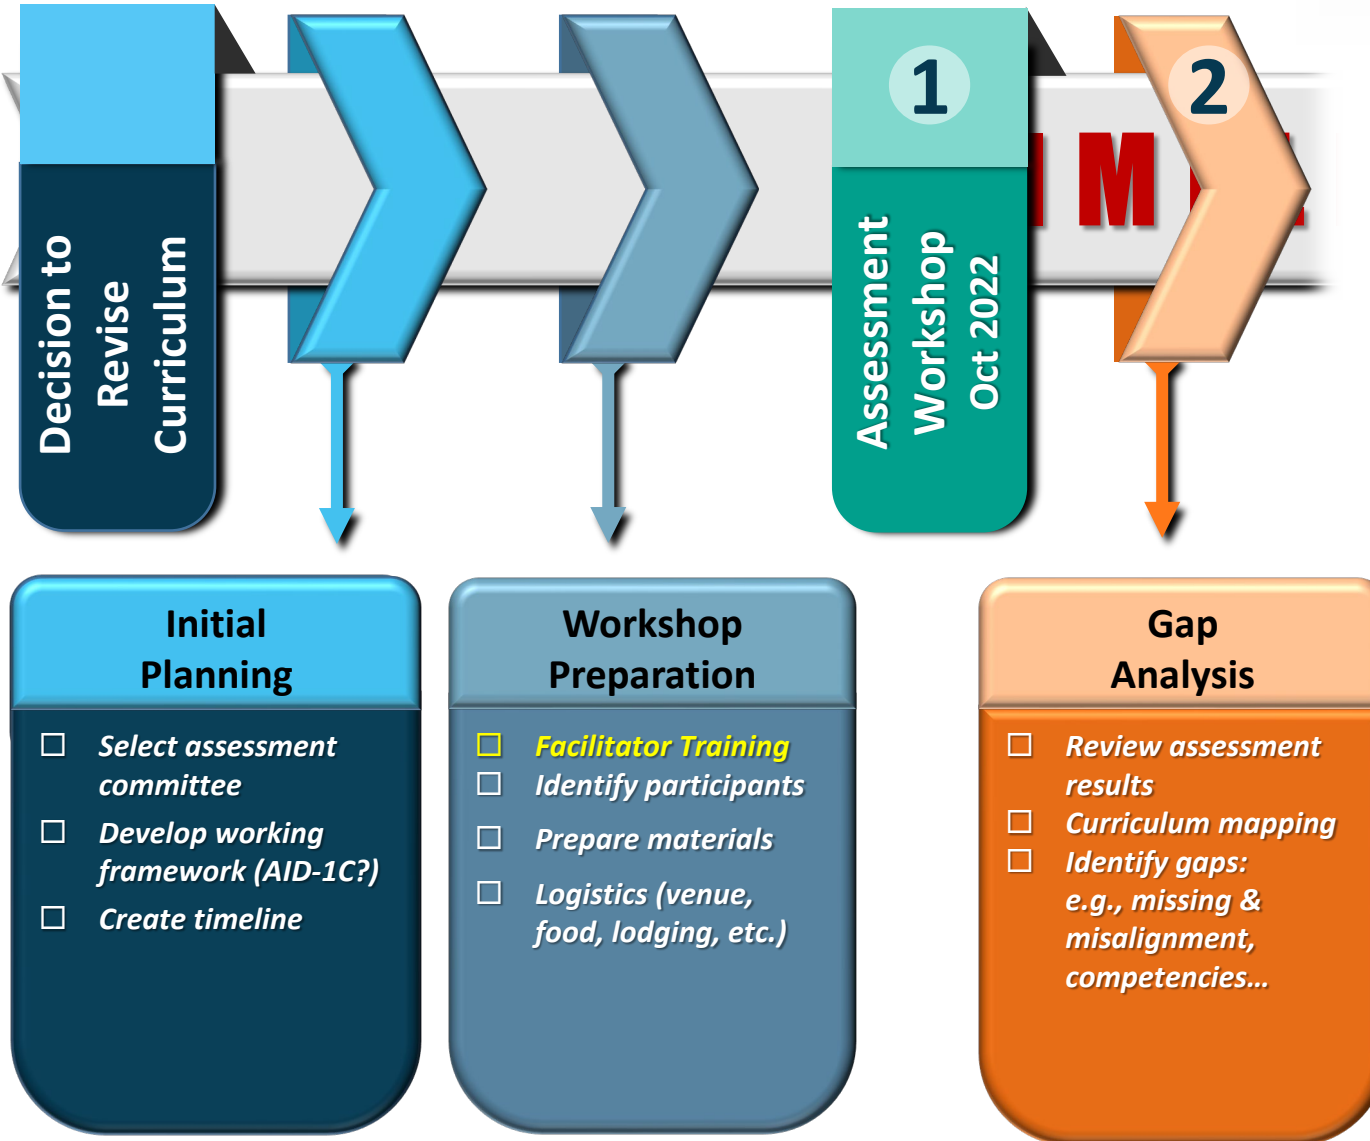 Decision to
Revise
Curriculum
1
Assessment
Workshop
Oct 2022
M
2
Initial
Planning
☐ Select assessment
committee
☐ Develop working
framework (AID-1C?)
☐ Create timeline
Workshop
Preparation
☐ Facilitator Training
☐ Identify participants
☐ Prepare materials
☐ Logistics (venue,
food, lodging, etc.)
Gap
Analysis
☐ Review assessment
results
☐ Curriculum mapping
☐ Identify gaps:
e.g., missing &
misalignment,
competencies…